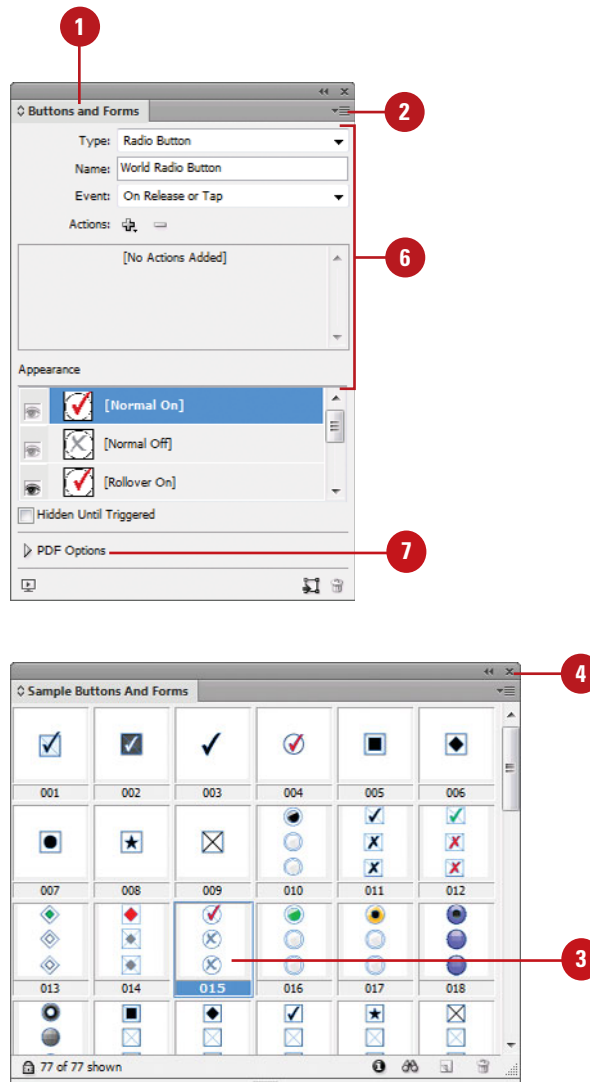 1
Buttons and Forms
2
Type: Radio Button
Name: World Radio Button
Event: On Release or Tap
Actions:
[No Actions Added]
6
Appearance
[Normal On]
[Normal Off]
[Rollover On]
Hidden Until Triggered
PDF Options
7
4
Sample Buttons And Forms
001 002 003 004 005 006
007 008 009 010 011 012
013 014 015 016 017 018
3
77 of 77 shown